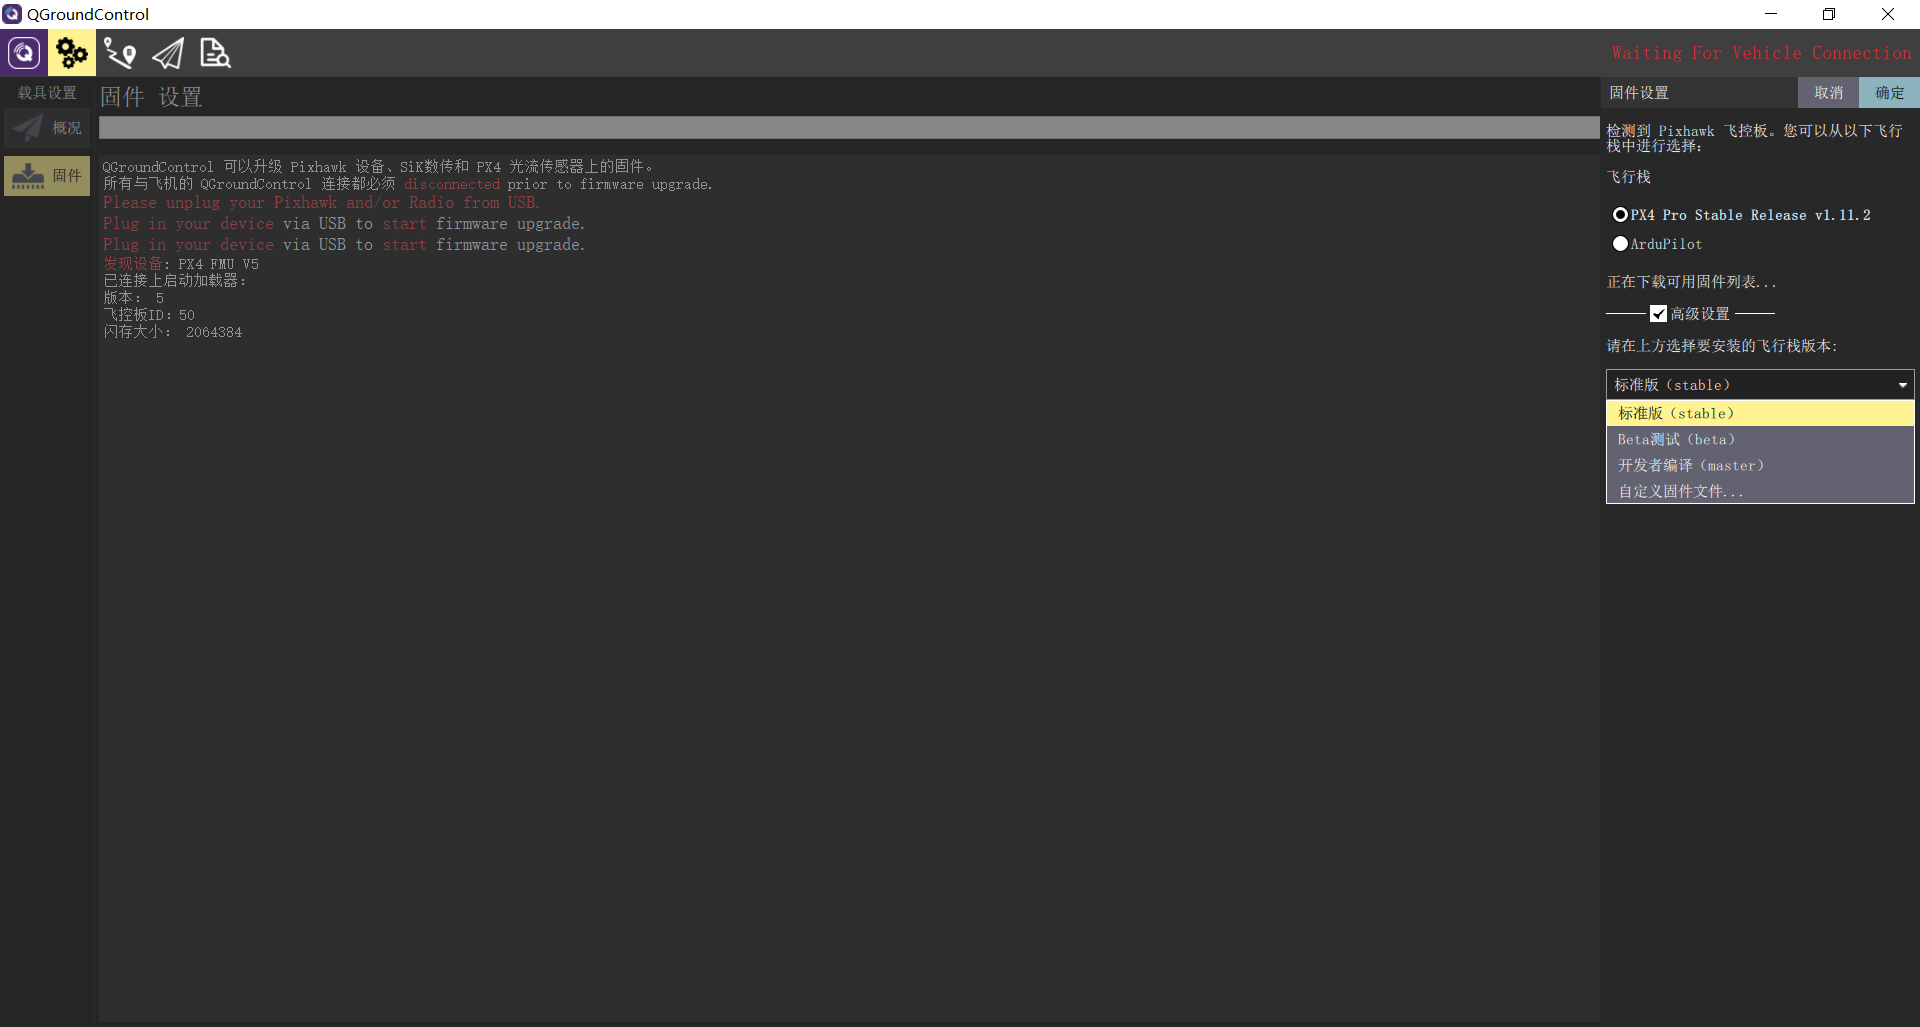 QGroundControl
Waiting For Vehicle Connection
载具设置
概况
固件
固件 设置
QGroundControl 可以升级 Pixhawk 设备、SiK数传和 PX4 光流传感器上的固件。
所有与飞机的 QGroundControl 连接都必须 disconnected prior to firmware upgrade.
Please unplug your Pixhawk and/or Radio from USB.
Plug in your device via USB to start firmware upgrade.
Plug in your device via USB to start firmware upgrade.
发现设备: PX4 FMU V5
已连接上启动加载器:
版本: 5
飞控板ID: 50
闪存大小: 2064384
固件设置
取消
确定
检测到 Pixhawk 飞控板。您可以从以下飞行
栈中进行选择:
飞行栈
PX4 Pro Stable Release v1.11.2
ArduPilot
正在下载可用固件列表...
高级设置
请在上方选择要安装的飞行栈版本:
标准版（stable）
标准版（stable）
Beta测试（beta）
开发者编译（master）
自定义固件文件...